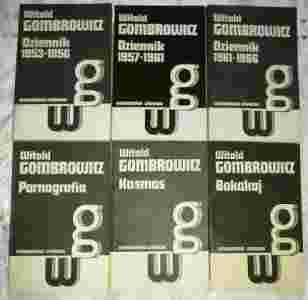 Witold
GOMBROWICZ
Dziennik
1953-1956
Witold
GOMBROWICZ
Dziennik
1957-1961
Witold
GOMBROWICZ
Dziennik
1961-1966
Witold
GOMBROWICZ
Pornografia
Witold
GOMBROWICZ
Kosmos
Witold
GOMBROWICZ
Bakakaj